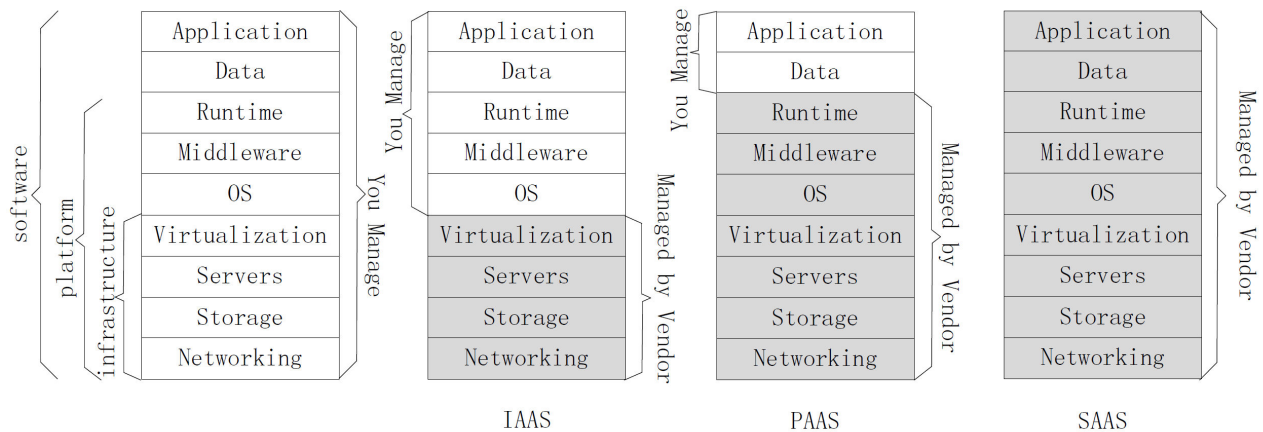 software
platform
infrastructure
Application
Data
Runtime
Middleware
OS
Virtualization
Servers
Storage
Networking
You Manage
You Manage
Application
Data
Runtime
Middleware
OS
Virtualization
Servers
Storage
Networking
Managed by Vendor
IAAS
You Manage
Application
Data
Runtime
Middleware
OS
Virtualization
Servers
Storage
Networking
Managed by Vendor
PAAS
Application
Data
Runtime
Middleware
OS
Virtualization
Servers
Storage
Networking
Managed by Vendor
SAAS